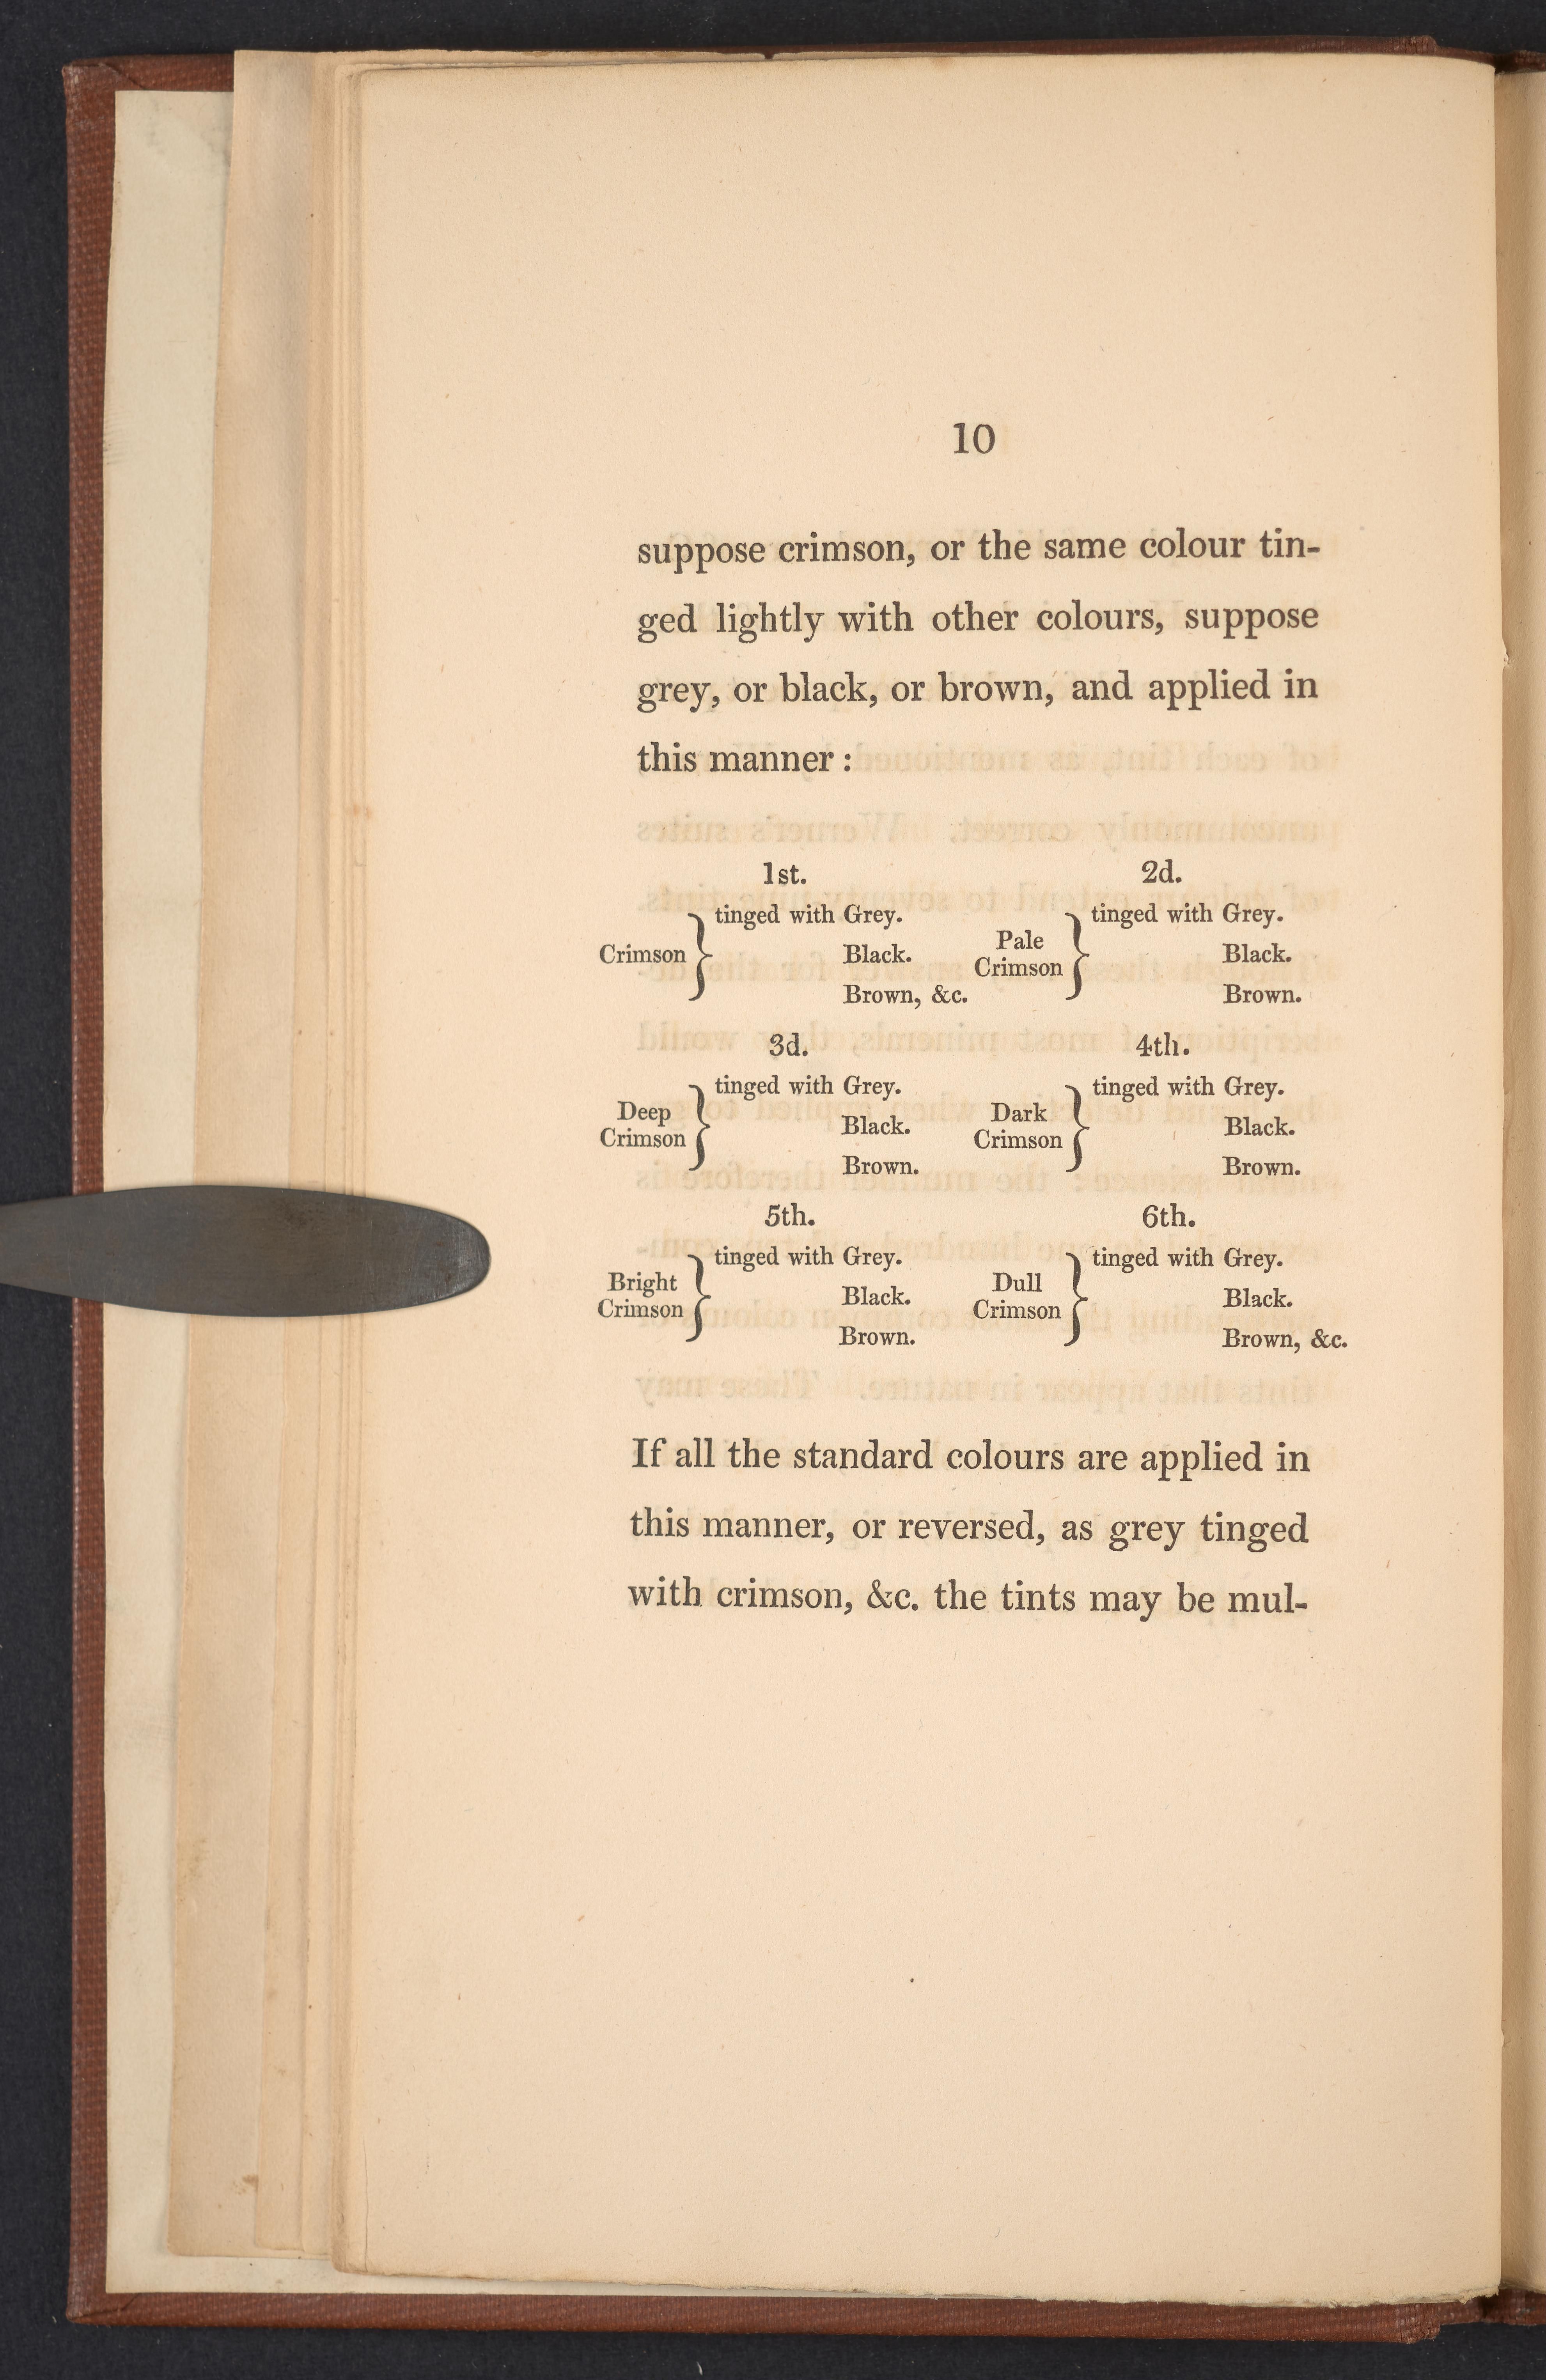 10
suppose crimson, or the same colour tin-
ged lightly with other colours, suppose
grey, or black, or brown, and applied in
this manner :
1st.
tinged with Grey.
Crimson } Black.
Brown, &c.
2d.
tinged with Grey.
Pale
Crimson } Black.
Brown.
3d.
tinged with Grey.
Deep
Crimson } Black.
Brown.
4th.
tinged with Grey.
Dark
Crimson } Black.
Brown.
5th.
tinged with Grey.
Bright
Crimson } Black.
Brown.
6th.
tinged with Grey.
Dull
Crimson } Black.
Brown, &c.
If all the standard colours are applied in
this manner, or reversed, as grey tinged
with crimson, &c. the tints may be mul-